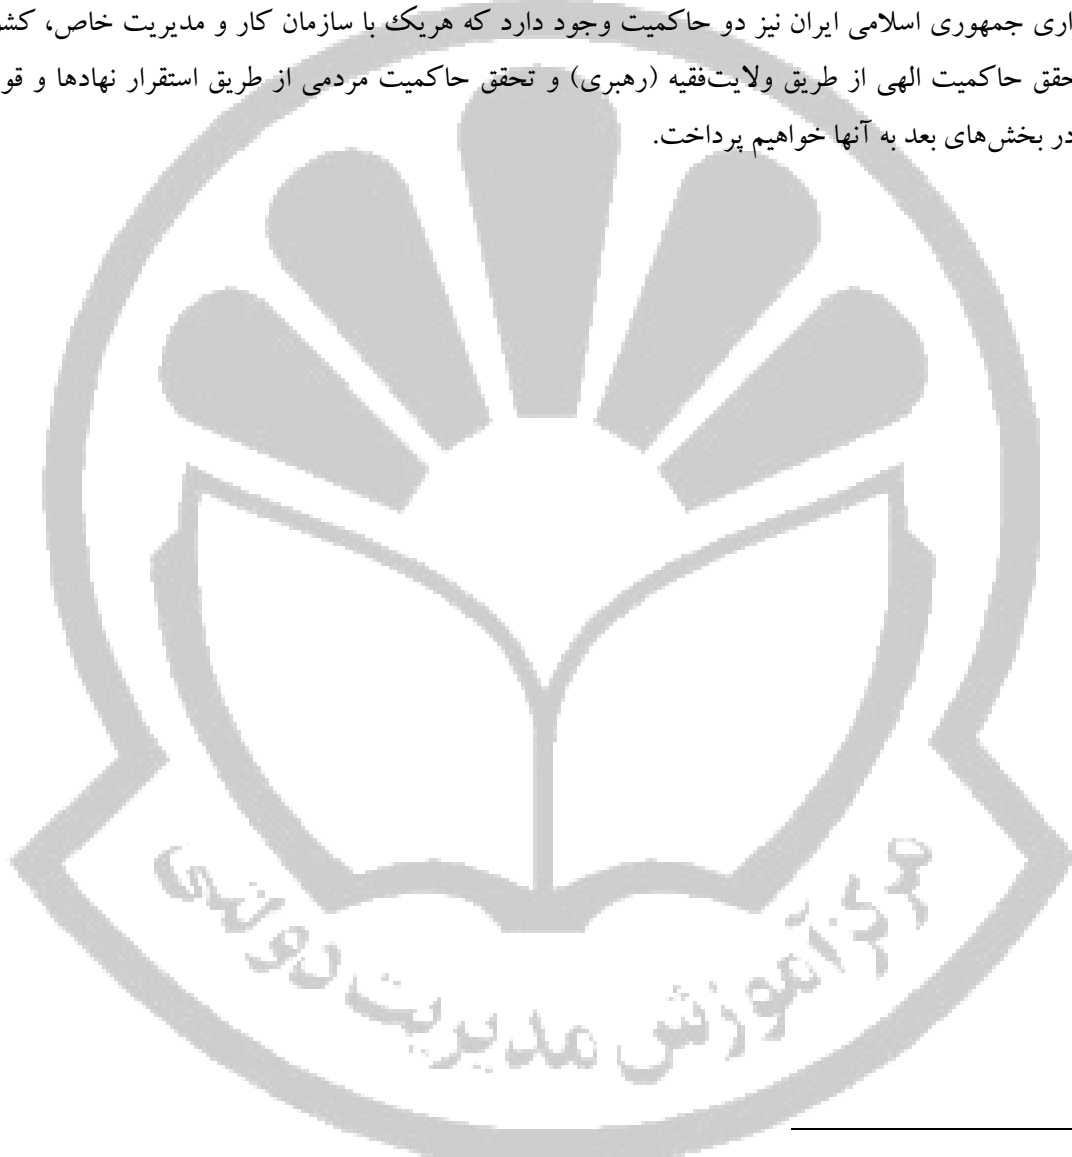 اری جمهوری اسلامی ایران نیز دو حاکمیت وجود دارد که هریک با سازمان کار و مدیریت خاص، کشو
حقق حاکمیت الهی از طریق ولایت‌فقیه (رهبری) و تحقق حاکمیت مردمی از طریق استقرار نهادها و قو
در بخش‌های بعد به آنها خواهیم پرداخت.
مرکز آموزش مدیریت دولتی